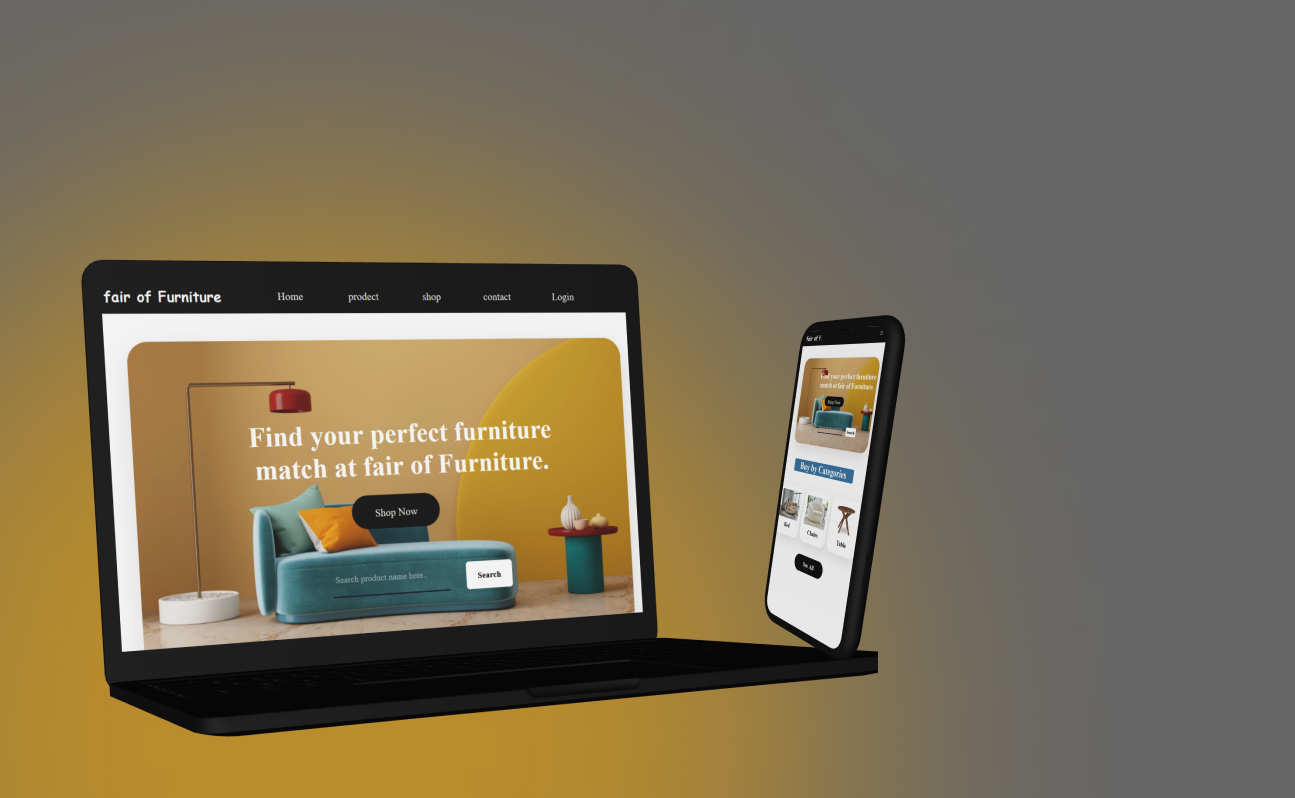 fair of Furniture
Home
prodect
shop
contact
Login
Find your perfect furniture
match at fair of Furniture.
Shop Now
Search product name here..
Search
fair of f.
Find your perfect furniture
match at fair of Furniture.
Shop Now
Search
Buy by Categories
Bed
Chairs
Table
See All